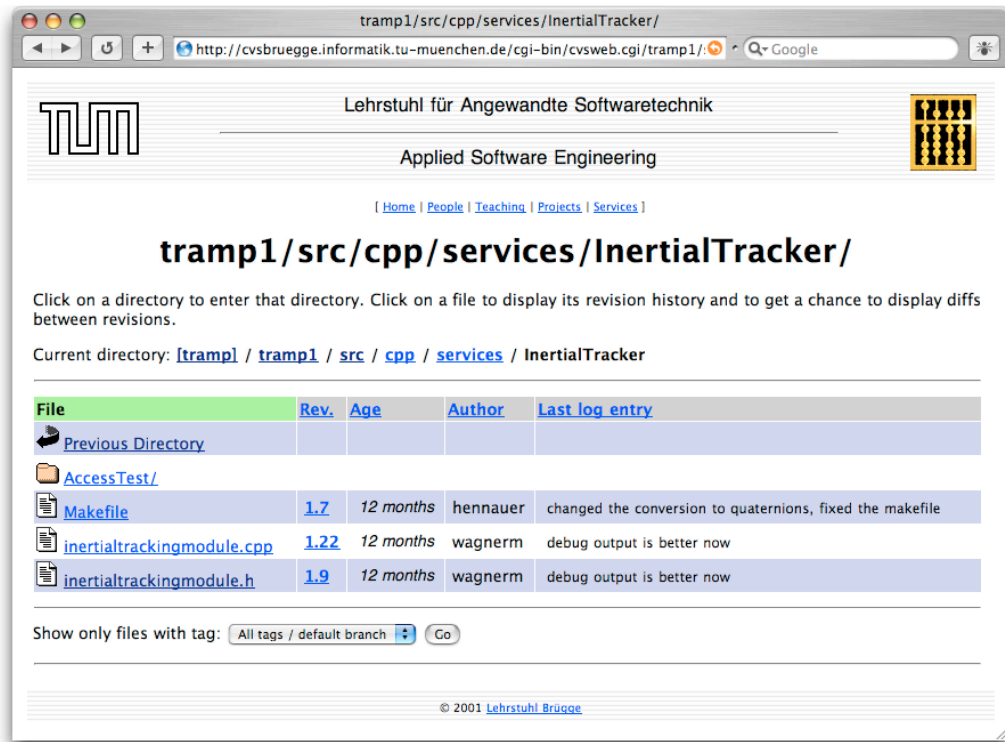 tramp1/src/cpp/services/InertialTracker/
http://cvsbruegge.informatik.tu-muenchen.de/cgi-bin/cvsweb.cgi/tramp1/:
Google
TUM
Lehrstuhl für Angewandte Softwaretechnik
Applied Software Engineering
[ Home | People | Teaching | Projects | Services ]
tramp1/src/cpp/services/InertialTracker/
Click on a directory to enter that directory. Click on a file to display its revision history and to get a chance to display diffs
between revisions.
Current directory: [tramp] / tramp1 / src / cpp / services / InertialTracker
File Rev. Age Author Last log entry
Previous Directory
AccessTest/
Makefile 1.7 12 months hennauer changed the conversion to quaternions, fixed the makefile
inertialtrackingmodule.cpp 1.22 12 months wagnerm debug output is better now
inertialtrackingmodule.h 1.9 12 months wagnerm debug output is better now
Show only files with tag: All tags / default branch Go
© 2001 Lehrstuhl Brügge